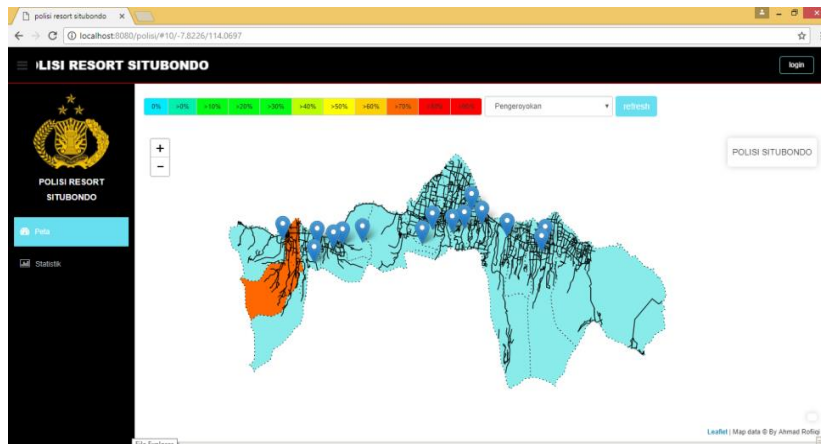 polisi resort situbondo
localhost:8080/polisi/#10/-7.8226/114.0697
OLISI RESORT SITUBONDO
login
0% >0% >10% >20% >30% >40% >50% >60% >70%
Pengeroyokan
refresh
+
−
POLISI SITUBONDO
POLISI RESORT
SITUBONDO
Peta
Statistik
Leaflet | Map data © By Ahmad Rofiqi